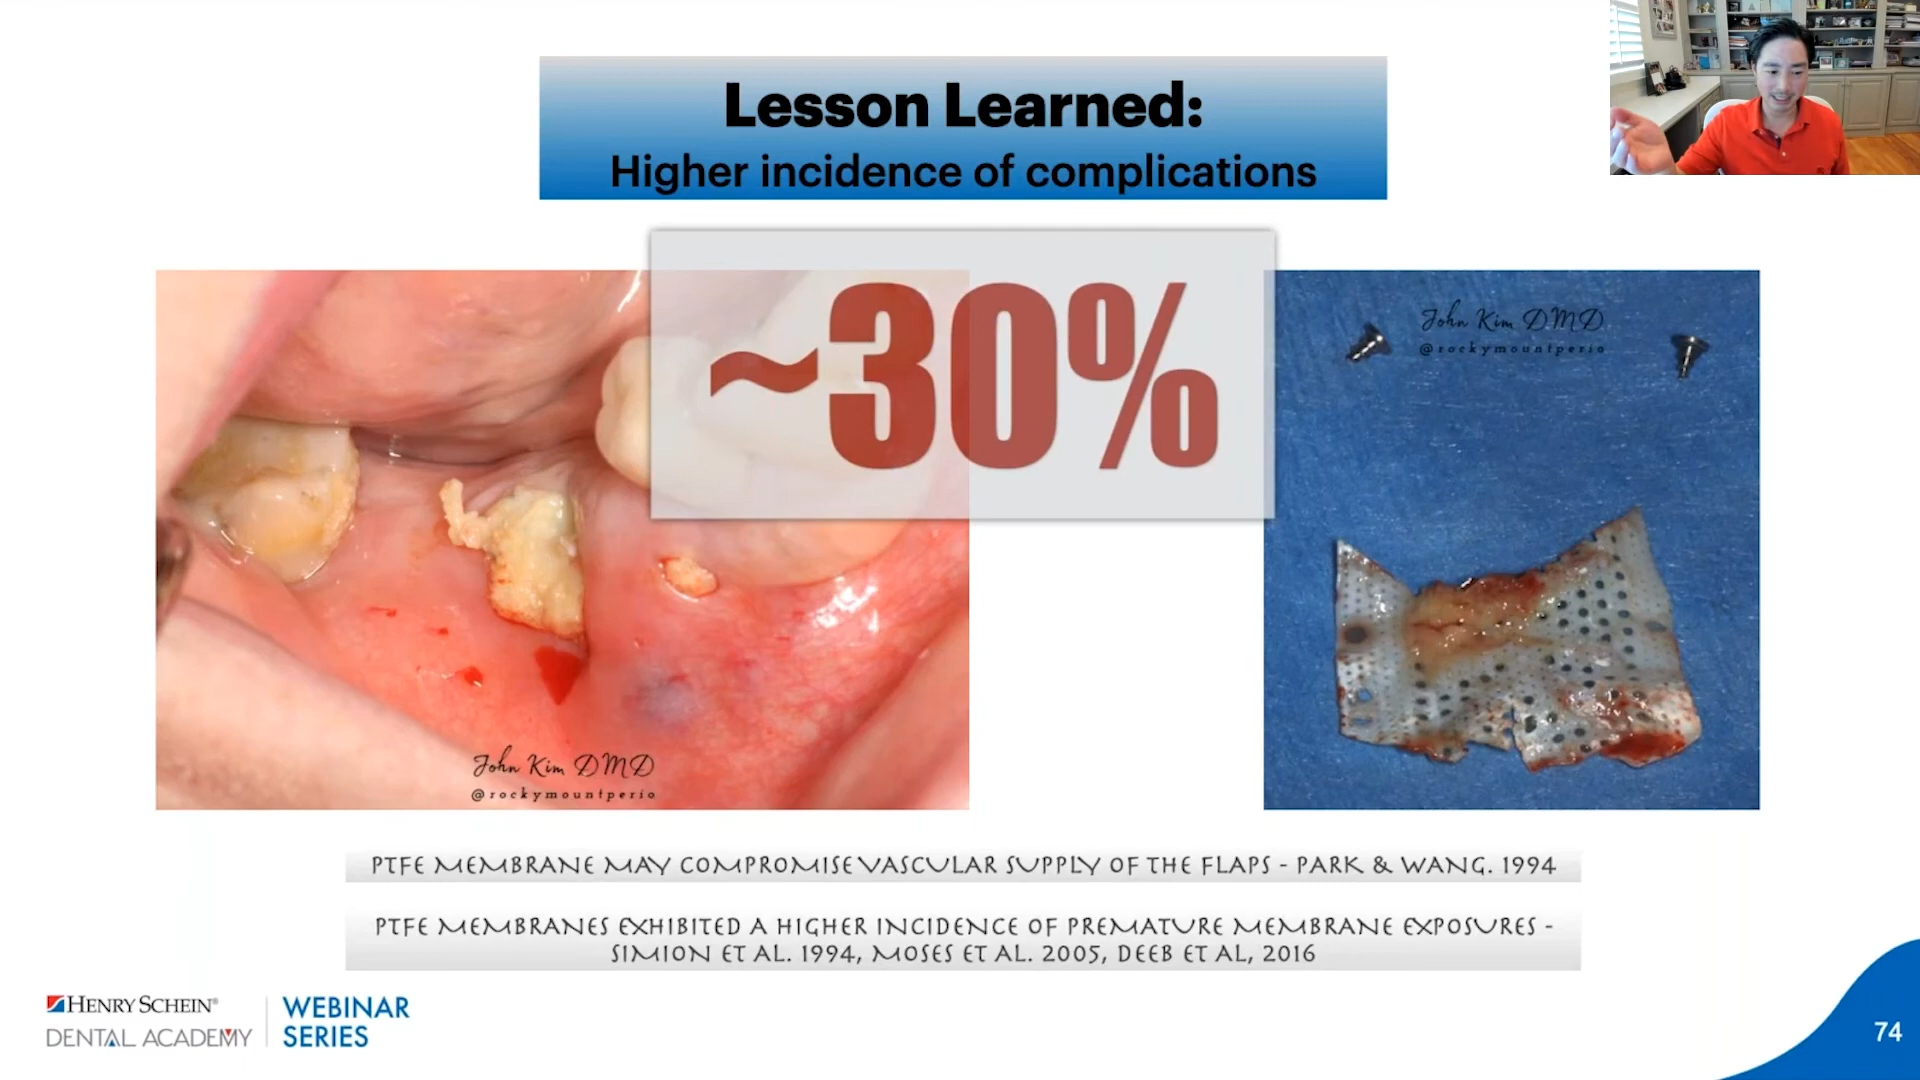 Lesson Learned:
Higher incidence of complications
~30%
John Kim DMD
@rockymountperio
John Kim DMD
@rockymountperio
PTFE MEMBRANE MAY COMPROMISE VASCULAR SUPPLY OF THE FLAPS - PARK & WANG. 1994
PTFE MEMBRANES EXHIBITED A HIGHER INCIDENCE OF PREMATURE MEMBRANE EXPOSURES -
SIMION ET AL. 1994, MOSES ET AL. 2005, DEEB ET AL, 2016
HENRY SCHEIN®
DENTAL ACADEMY
WEBINAR
SERIES
74